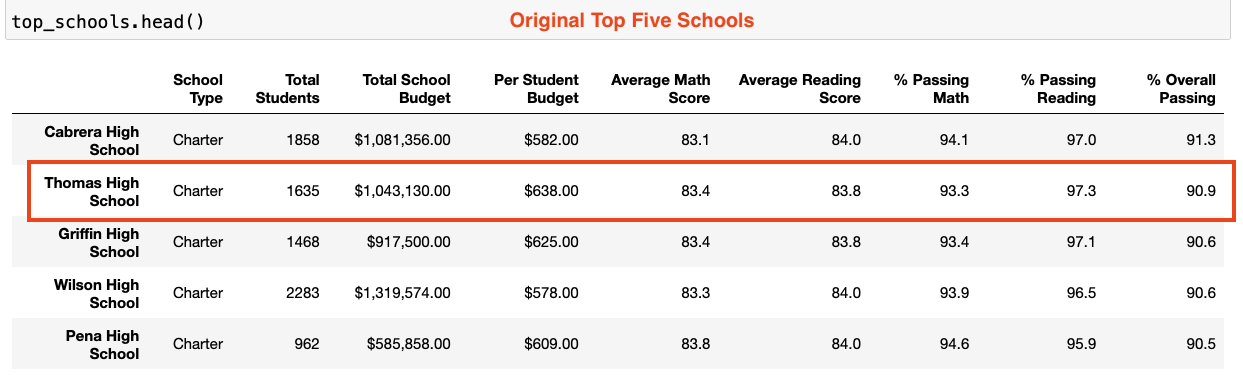 top_schools.head() Original Top Five Schools
School Total Total School Per Student Average Math Average Reading % Passing % Passing % Overall
Type Students Budget Budget Score Score Math Reading Passing
Cabrera High
School Charter 1858 $1,081,356.00 $582.00 83.1 84.0 94.1 97.0 91.3
Thomas High
School Charter 1635 $1,043,130.00 $638.00 83.4 83.8 93.3 97.3 90.9
Griffin High
School Charter 1468 $917,500.00 $625.00 83.4 83.8 93.4 97.1 90.6
Wilson High
School Charter 2283 $1,319,574.00 $578.00 83.3 84.0 93.9 96.5 90.6
Pena High
School Charter 962 $585,858.00 $609.00 83.8 84.0 94.6 95.9 90.5